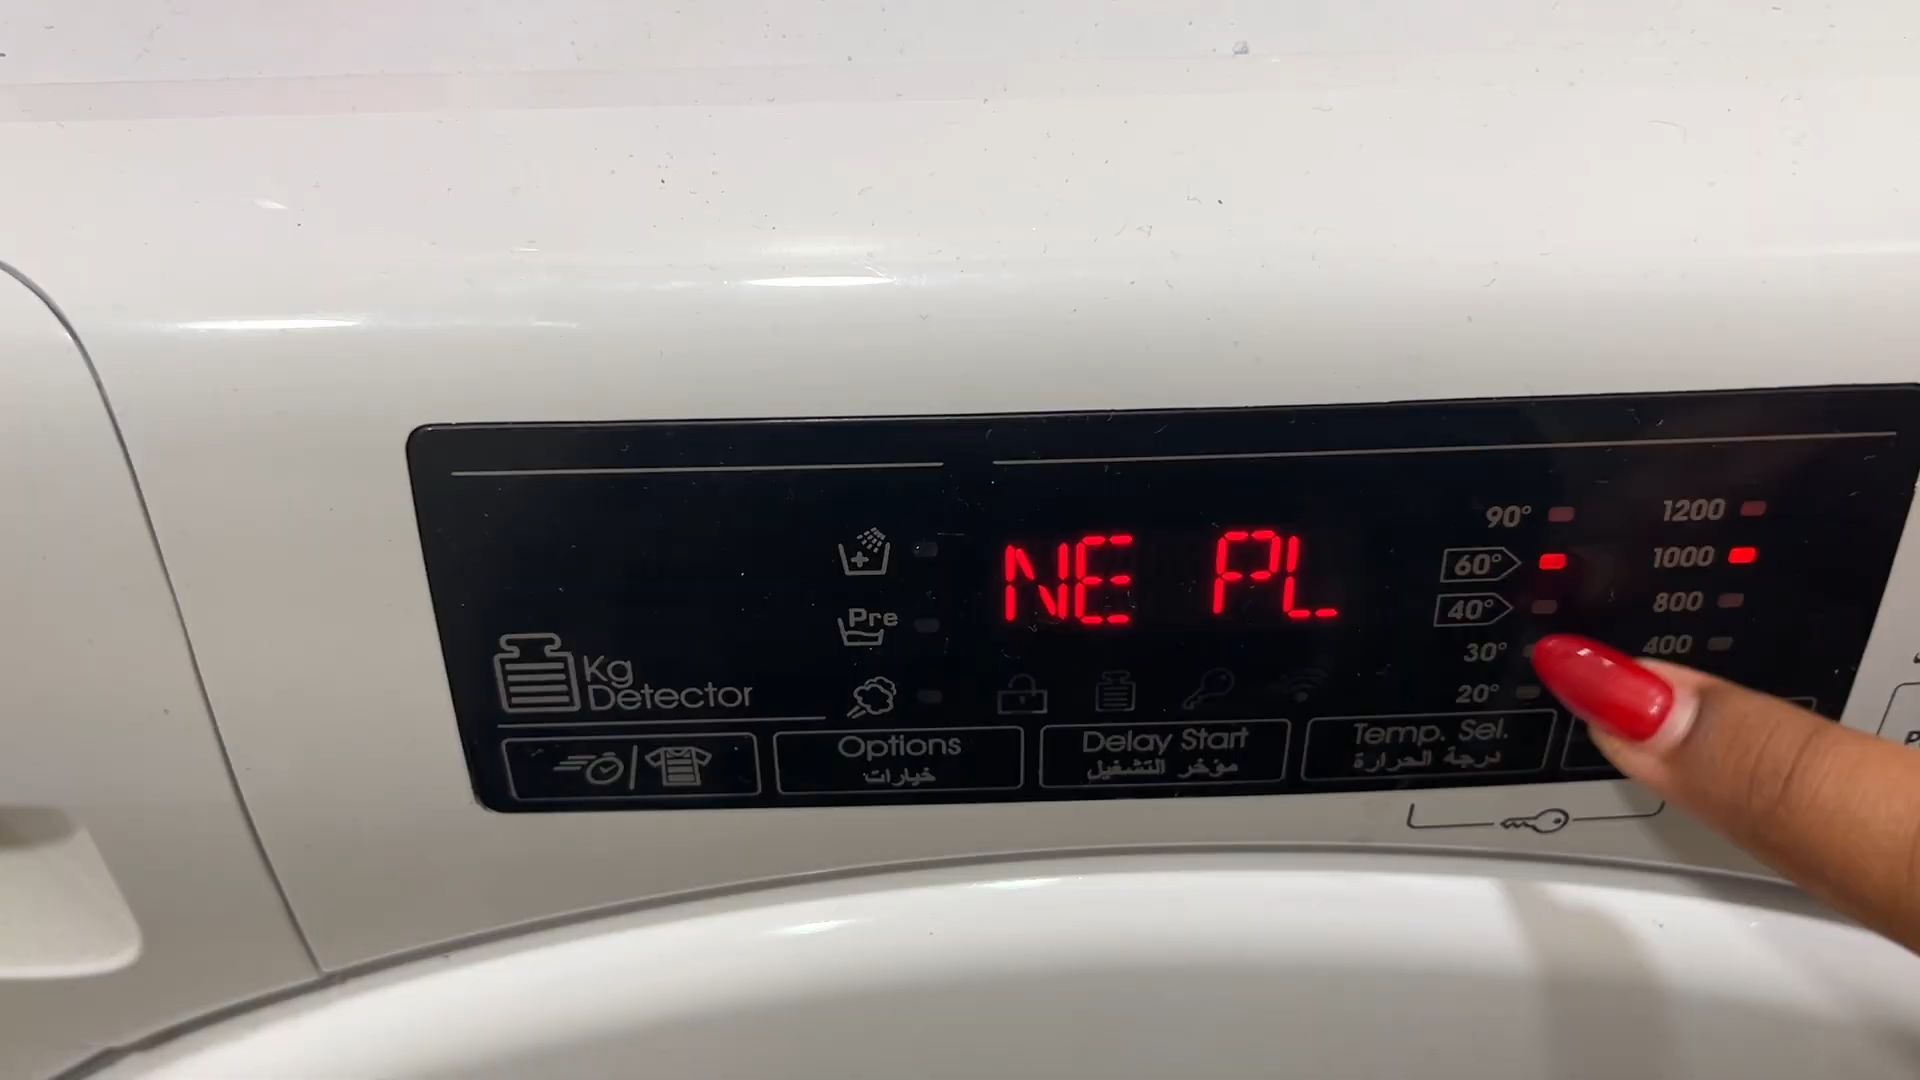 NE PL
90°
60°
40°
30°
20°
1200
1000
800
400
Pre
Kg
Detector
Options
خيارات
Delay Start
مؤخر التشغيل
Temp. Sel.
درجة الحرارة